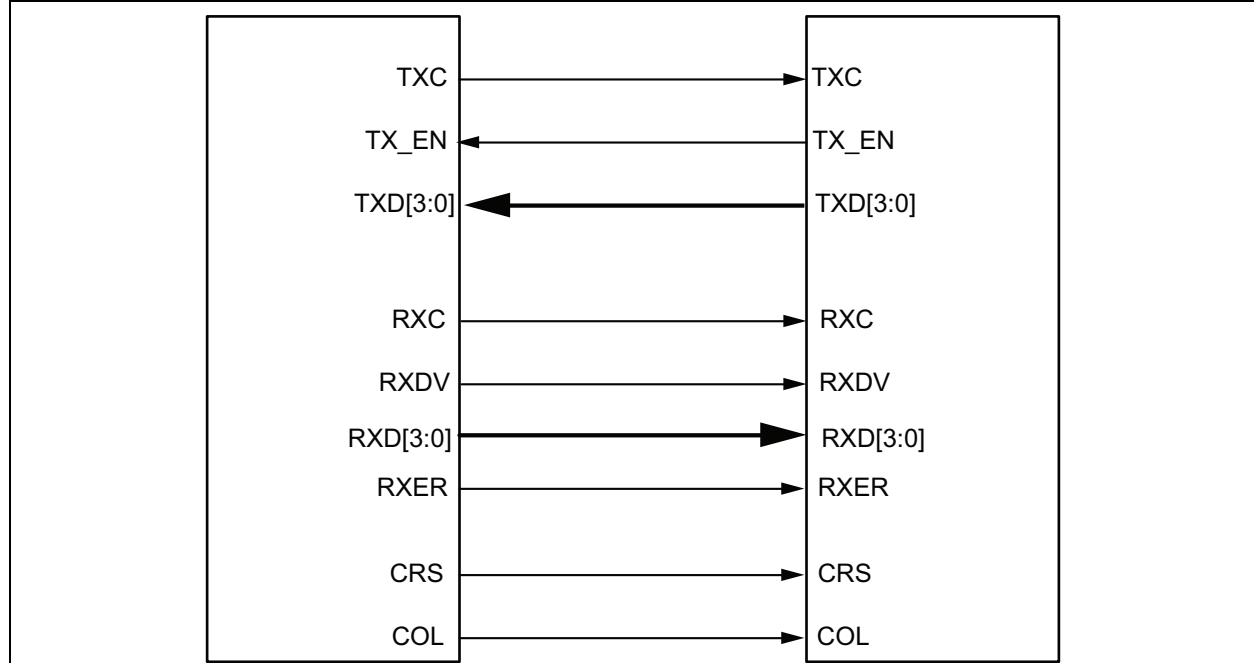 TXC TXC
TX_EN TX_EN
TXD[3:0] TXD[3:0]
RXC RXC
RXDV RXDV
RXD[3:0] RXD[3:0]
RXER RXER
CRS CRS
COL COL